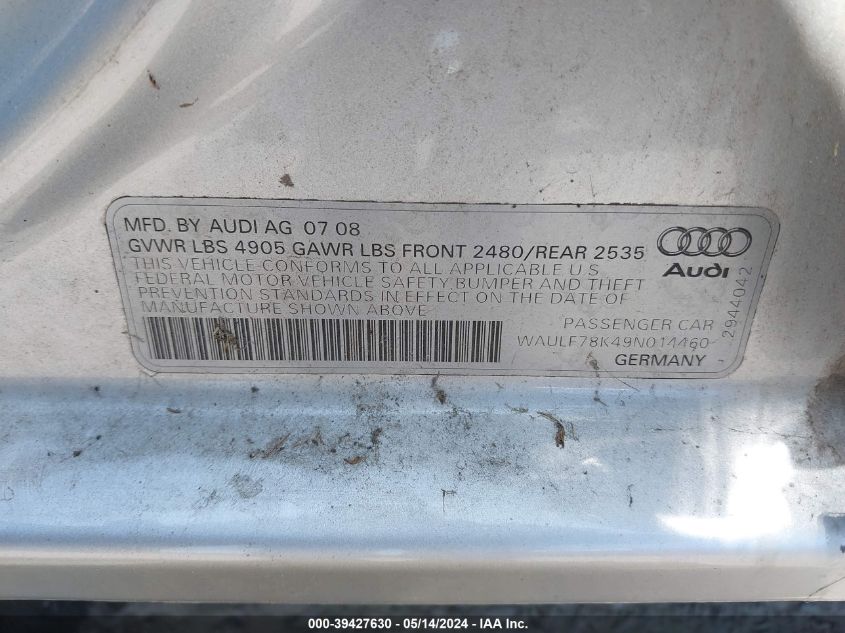 MFD. BY AUDI AG 07 08
GVWR LBS 4905 GAWR LBS FRONT 2480/REAR 2535
THIS VEHICLE CONFORMS TO ALL APPLICABLE U.S.
FEDERAL MOTOR VEHICLE SAFETY, BUMPER AND THEFT
PREVENTION STANDARDS IN EFFECT ON THE DATE OF
MANUFACTURE SHOWN ABOVE
PASSENGER CAR
WAULF78K49N014460
GERMANY
Audi
2944042
000-39427630 - 05/14/2024 - IAA Inc.